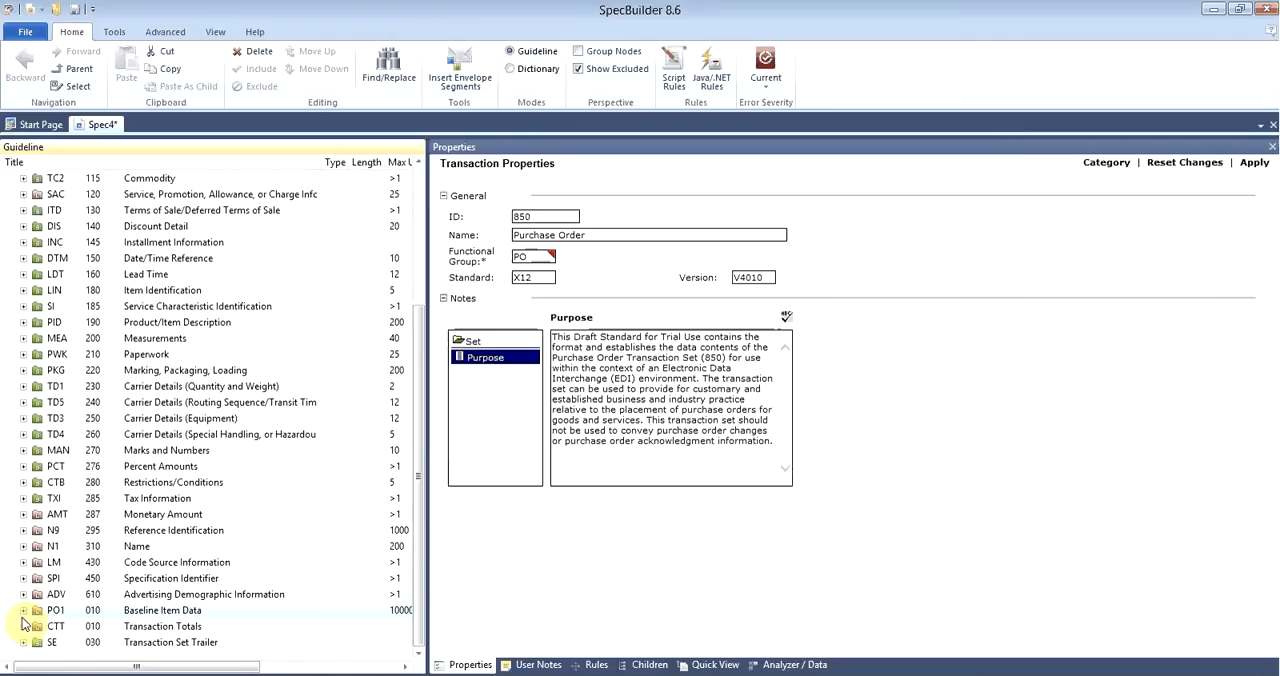 SpecBuilder 8.6
File Home Tools Advanced View Help
Backward Forward Parent Select Navigation
Paste Cut Copy Paste As Child Clipboard
Delete Include Exclude Move Up Move Down Editing
Find/Replace
Insert Envelope Segments Tools
Guideline Dictionary Modes
Group Nodes Show Excluded Perspective
Script Rules Java/.NET Rules Rules
Current Error Severity
Start Page Spec4*
Guideline
Title Type Length Max U
TC2 115 Commodity >1
SAC 120 Service, Promotion, Allowance, or Charge Infc 25
ITD 130 Terms of Sale/Deferred Terms of Sale >1
DIS 140 Discount Detail 20
INC 145 Installment Information
DTM 150 Date/Time Reference 10
LDT 160 Lead Time 12
LIN 180 Item Identification 5
SI 185 Service Characteristic Identification >1
PID 190 Product/Item Description 200
MEA 200 Measurements 40
PWK 210 Paperwork 25
PKG 220 Marking, Packaging, Loading 200
TD1 230 Carrier Details (Quantity and Weight) 2
TD5 240 Carrier Details (Routing Sequence/Transit Tim 12
TD3 250 Carrier Details (Equipment) 12
TD4 260 Carrier Details (Special Handling, or Hazardou 5
MAN 270 Marks and Numbers 10
PCT 276 Percent Amounts >1
CTB 280 Restrictions/Conditions 5
TXI 285 Tax Information >1
AMT 287 Monetary Amount >1
N9 295 Reference Identification 1000
N1 310 Name 200
LM 430 Code Source Information >1
SPI 450 Specification Identifier >1
ADV 610 Advertising Demographic Information >1
PO1 010 Baseline Item Data 10000
CTT 010 Transaction Totals
SE 030 Transaction Set Trailer
Properties
Transaction Properties Category | Reset Changes | Apply
General
ID: 850
Name: Purchase Order
Functional Group:* PO
Standard: X12 Version: V4010
Notes
Purpose
Set
Purpose
This Draft Standard for Trial Use contains the
format and establishes the data contents of the
Purchase Order Transaction Set (850) for use
within the context of an Electronic Data
Interchange (EDI) environment. The transaction
set can be used to provide for customary and
established business and industry practice
relative to the placement of purchase orders for
goods and services. This transaction set should
not be used to convey purchase order changes
or purchase order acknowledgment information.
Properties User Notes Rules Children Quick View Analyzer / Data